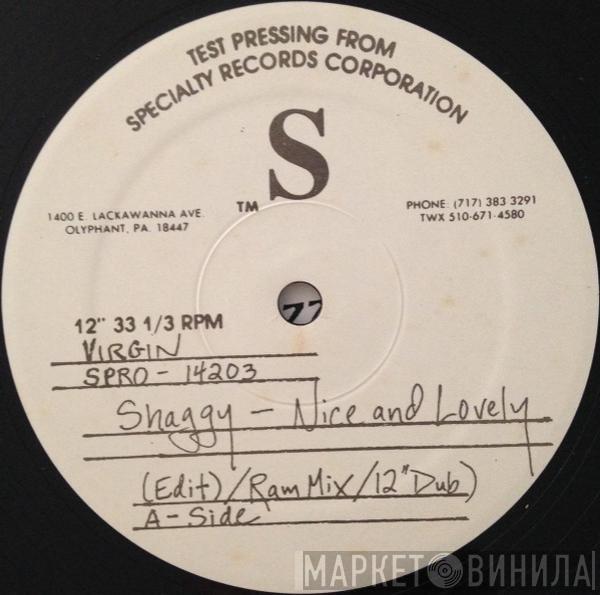 TEST PRESSING FROM
SPECIALTY RECORDS CORPORATION
S
TM
1400 E. LACKAWANNA AVE.
OLYPHANT, PA. 18447
PHONE: (717) 383 3291
TWX 510-671-4580
12" 33 1/3 RPM
VIRGIN
SPRO - 14203
Shaggy - Nice and Lovely
(Edit)/Ram Mix/12" Dub)
A-Side
МАРКЕТ ВИНИЛА